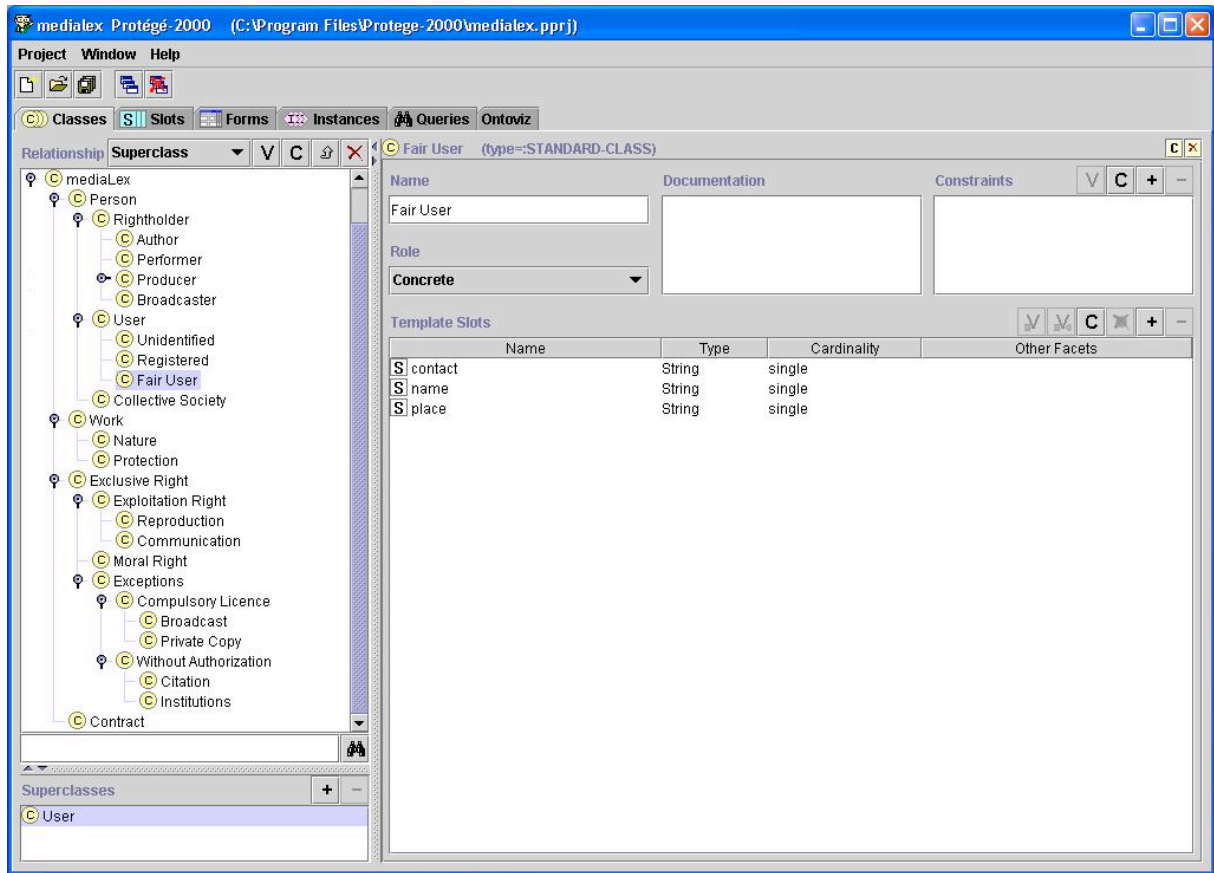 medialex Protégé-2000 (C:\Program Files\Protege-2000\medialex.pprj)
Project Window Help
Classes S Slots Forms Instances Queries Ontoviz
Relationship Superclass V C
C Fair User (type=:STANDARD-CLASS) C
C mediaLex
C Person
C Rightholder
C Author
C Performer
C Producer
C Broadcaster
C User
C Unidentified
C Registered
C Fair User
C Collective Society
C Work
C Nature
C Protection
C Exclusive Right
C Exploitation Right
C Reproduction
C Communication
C Moral Right
C Exceptions
C Compulsory Licence
C Broadcast
C Private Copy
C Without Authorization
C Citation
C Institutions
C Contract
Superclasses + -
C User
Name Documentation Constraints V C + -
Fair User
Role
Concrete
Template Slots V V C + -
Name Type Cardinality Other Facets
S contact String single
S name String single
S place String single